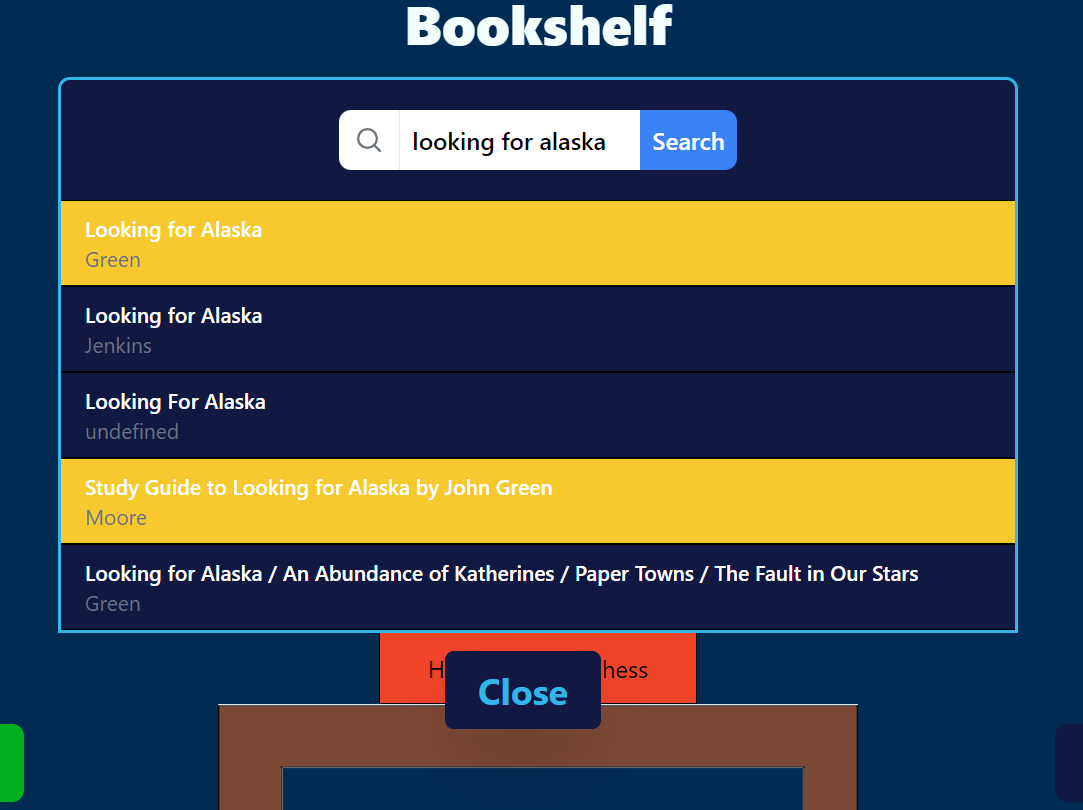 Bookshelf
looking for alaska
Search
Looking for Alaska
Green
Looking for Alaska
Jenkins
Looking For Alaska
undefined
Study Guide to Looking for Alaska by John Green
Moore
Looking for Alaska / An Abundance of Katherines / Paper Towns / The Fault in Our Stars
Green
Close